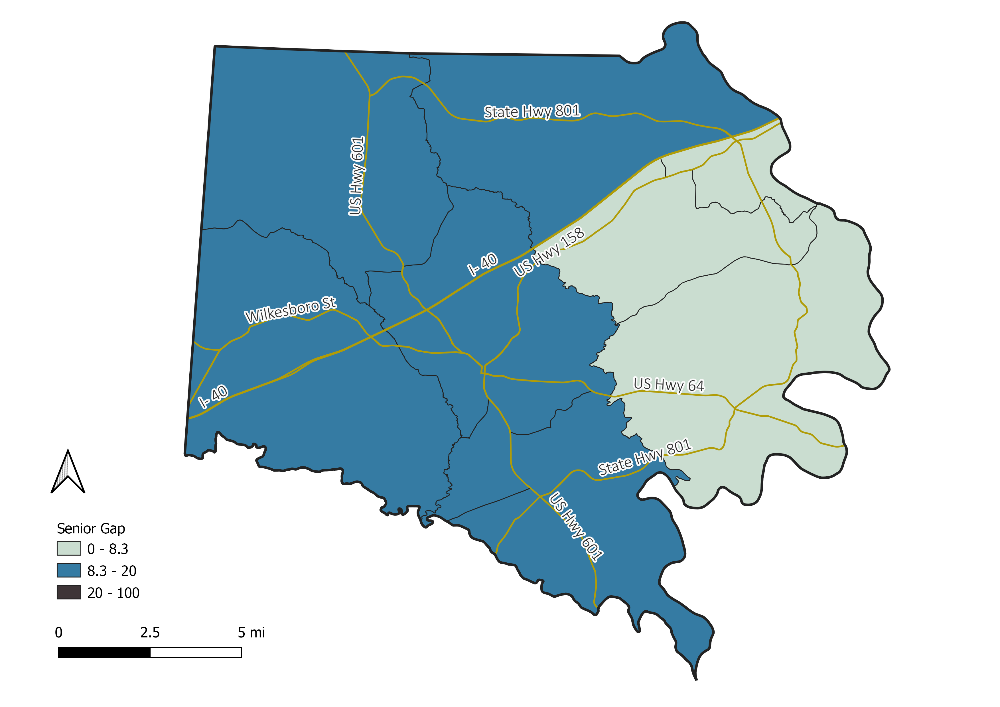 State Hwy 801
US Hwy 601
US Hwy 158
I- 40
Wilkesboro St
I- 40
US Hwy 64
State Hwy 801
US Hwy 601
Senior Gap
0 - 8.3
8.3 - 20
20 - 100
0 2.5 5 mi